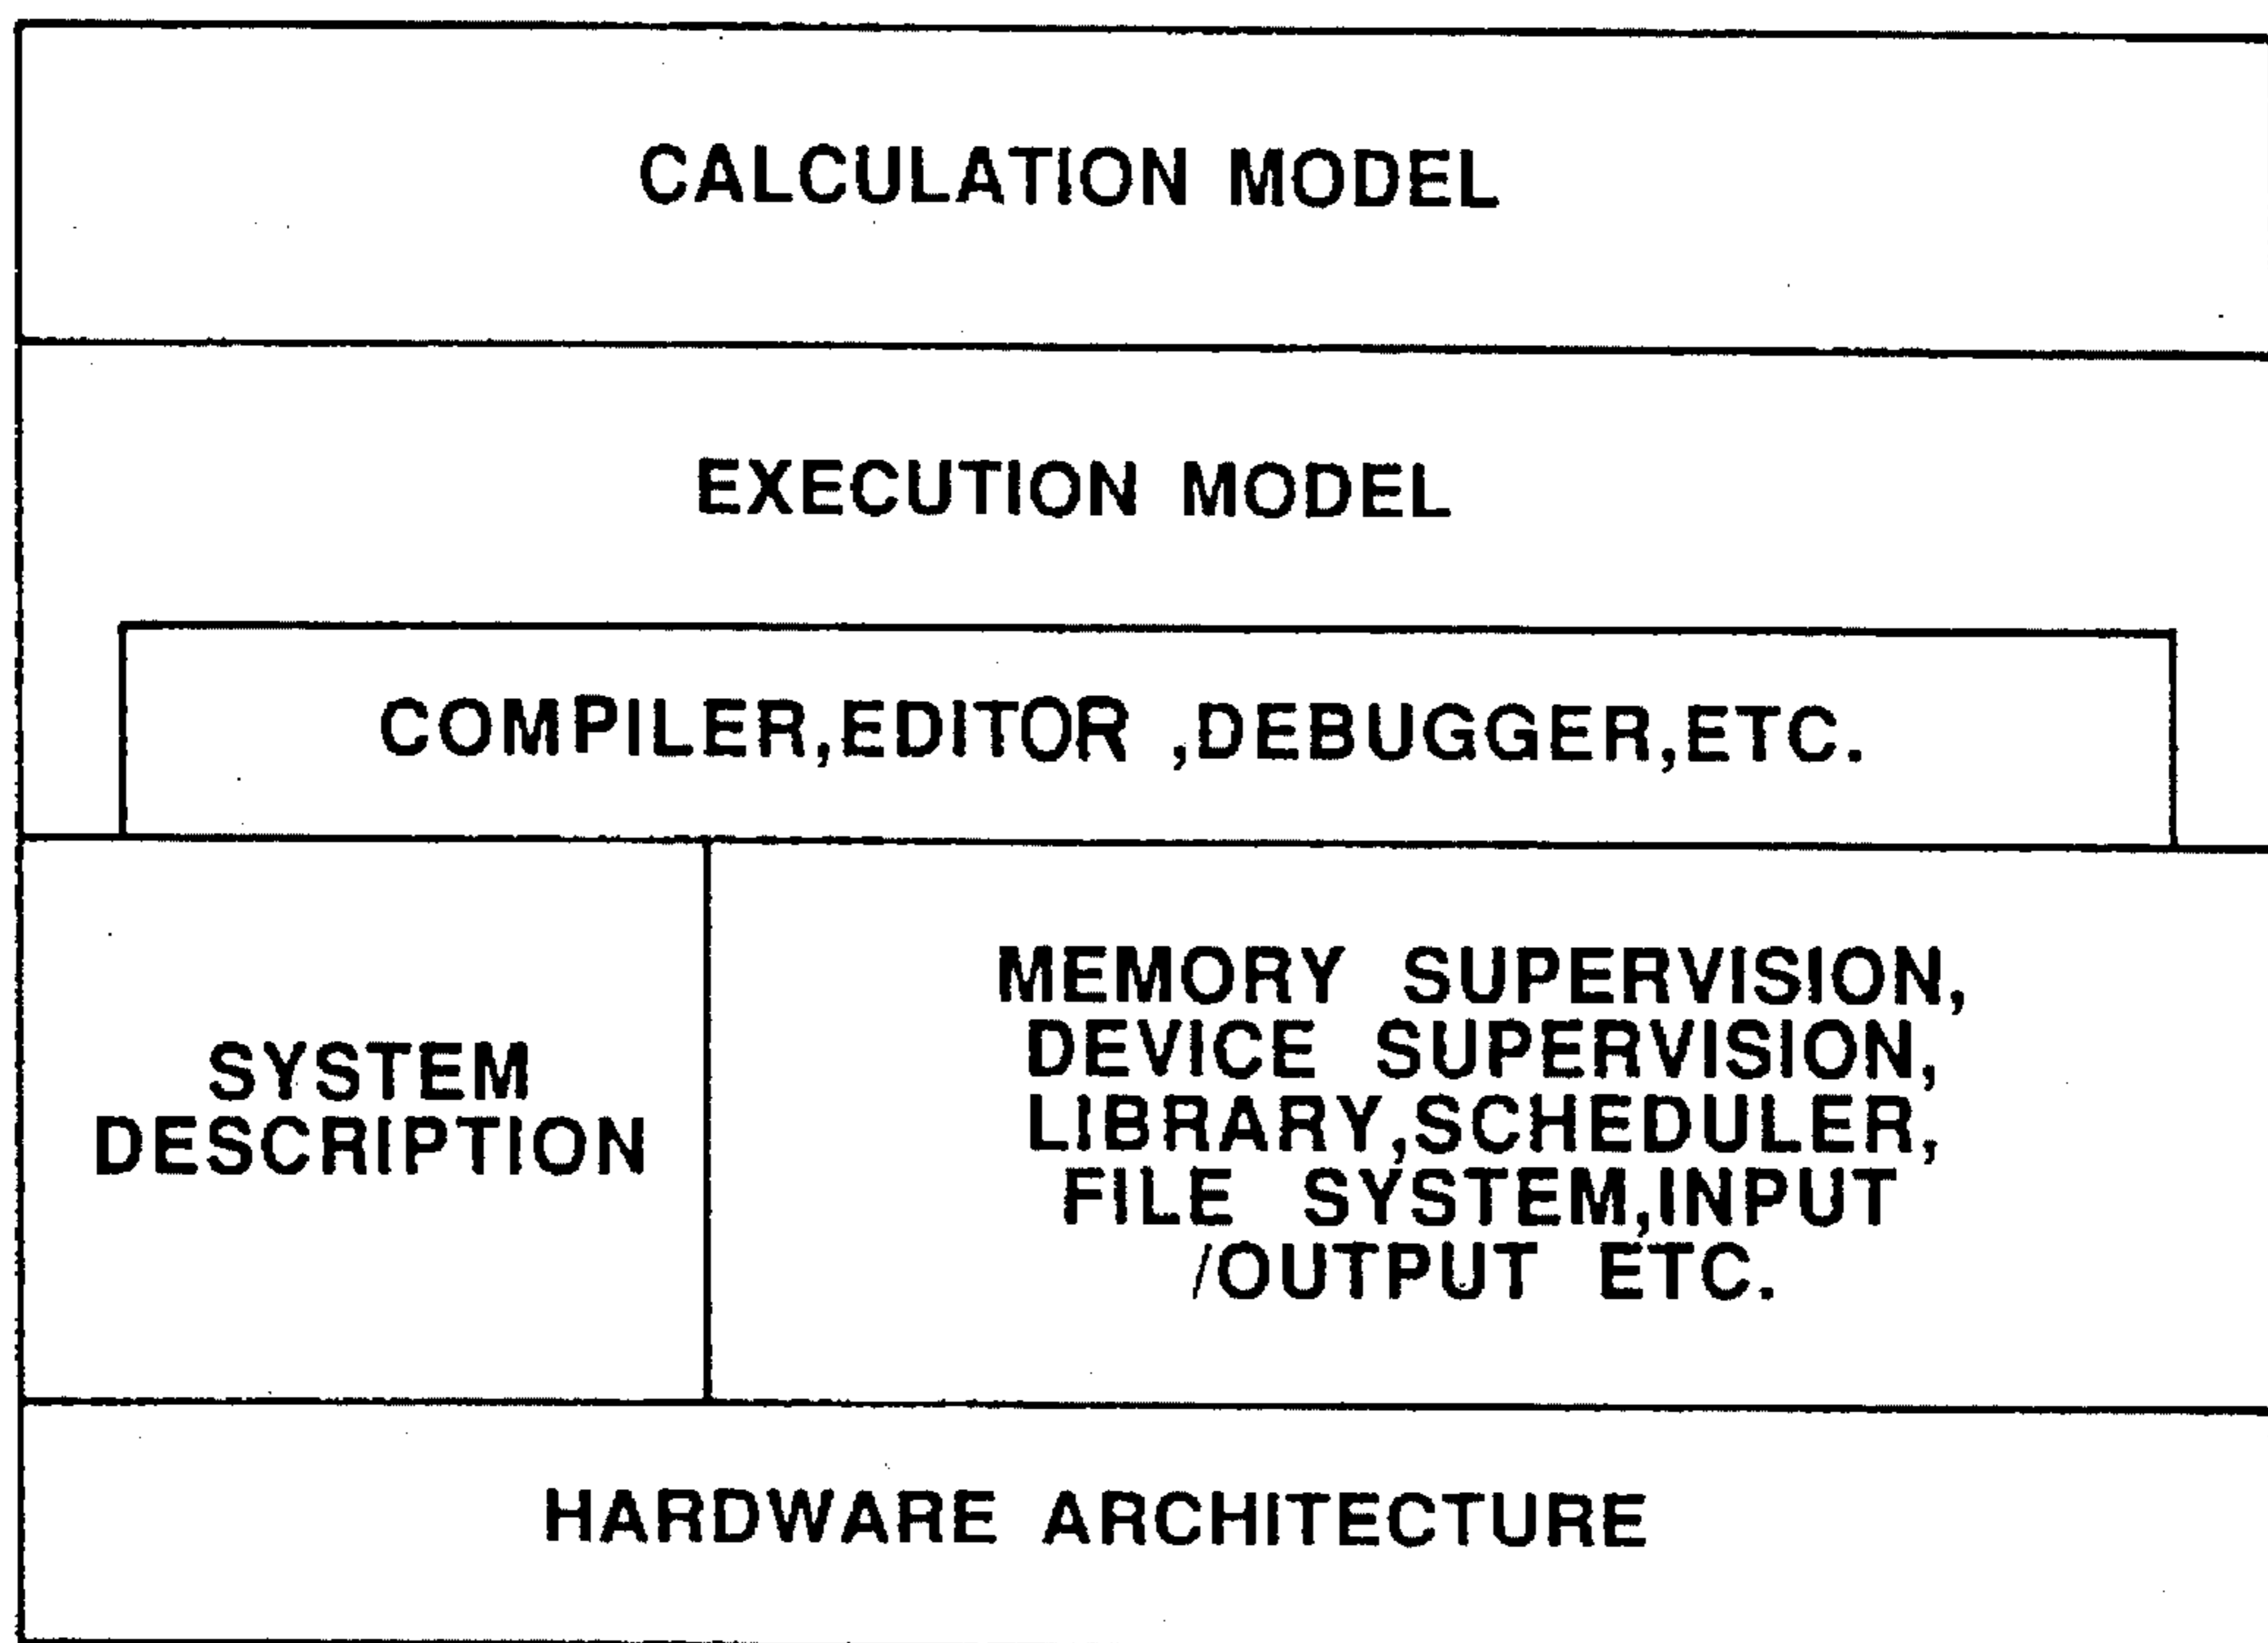 CALCULATION MODEL
EXECUTION MODEL
COMPILER,EDITOR ,DEBUGGER,ETC.
SYSTEM
DESCRIPTION
MEMORY SUPERVISION,
DEVICE SUPERVISION,
LIBRARY,SCHEDULER,
FILE SYSTEM,INPUT
/OUTPUT ETC.
HARDWARE ARCHITECTURE